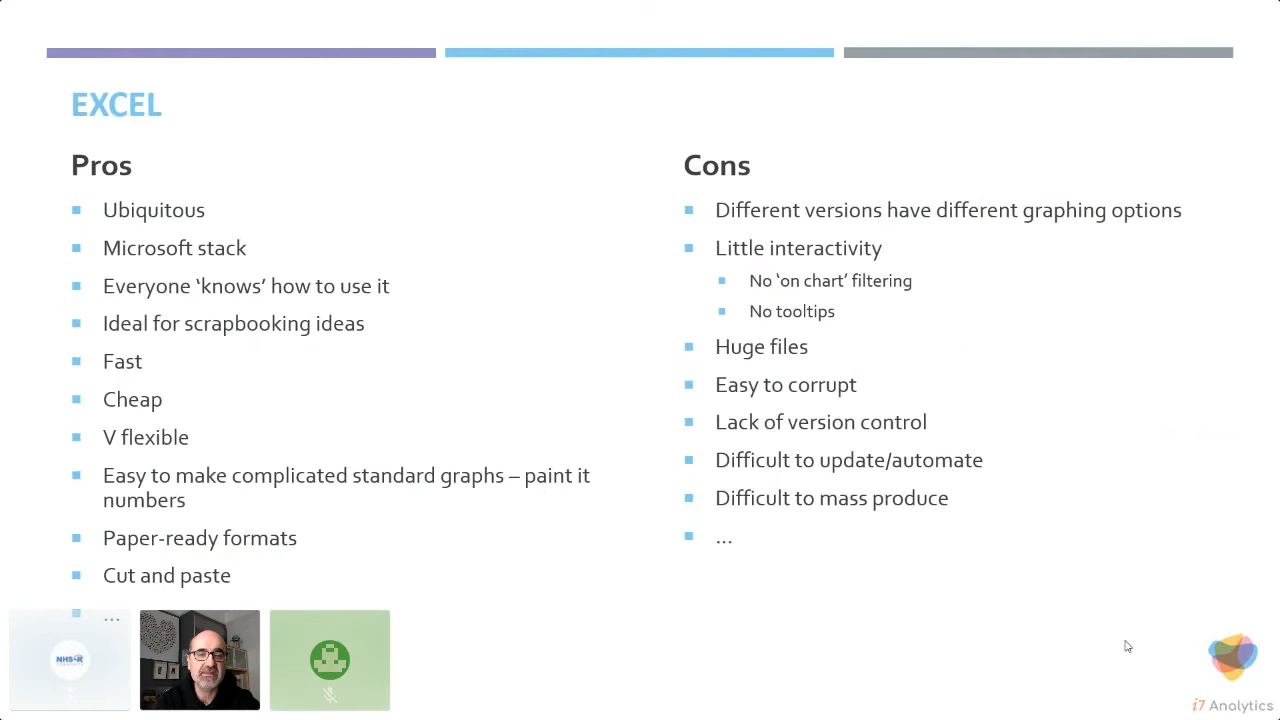 EXCEL
Pros
Ubiquitous
Microsoft stack
Everyone ‘knows’ how to use it
Ideal for scrapbooking ideas
Fast
Cheap
V flexible
Easy to make complicated standard graphs – paint it
numbers
Paper-ready formats
Cut and paste
...
Cons
Different versions have different graphing options
Little interactivity
No ‘on chart’ filtering
No tooltips
Huge files
Easy to corrupt
Lack of version control
Difficult to update/automate
Difficult to mass produce
...
NHS-R
i7 Analytics